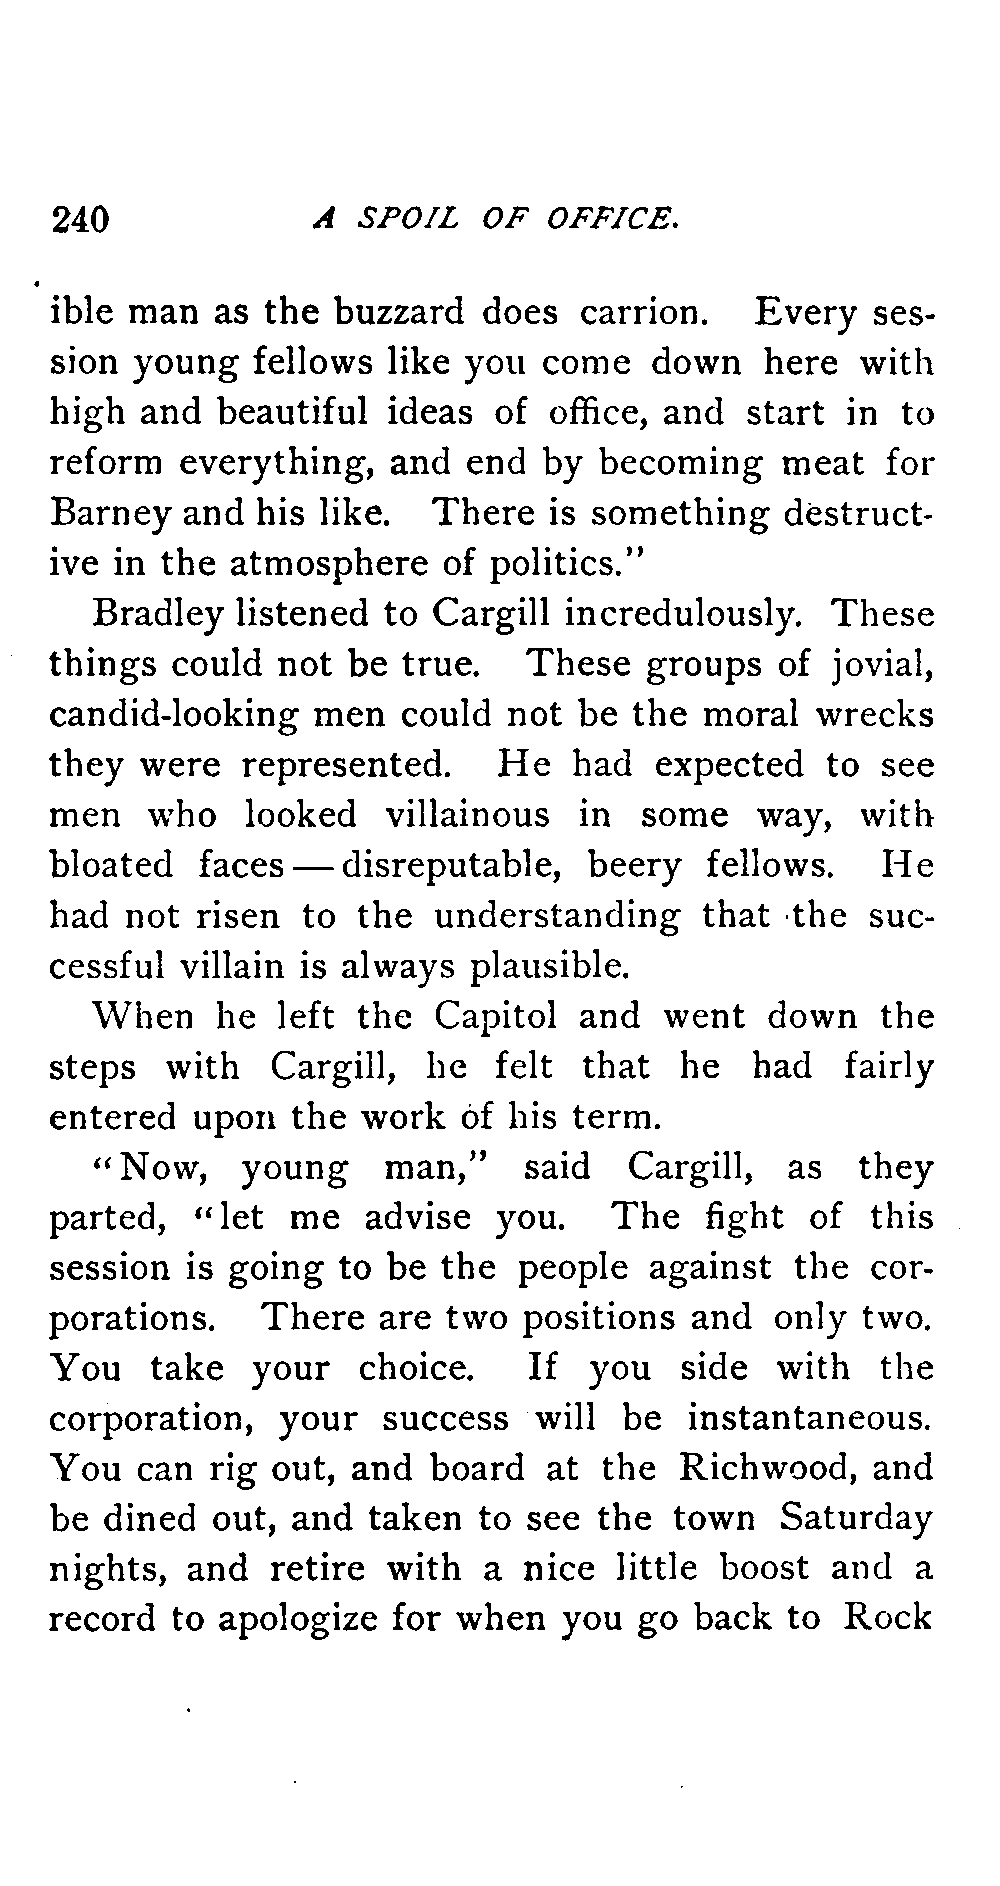 240 A SPOIL OF OFFICE.
ible man as the buzzard does carrion. Every ses-
sion young fellows like you come down here with
high and beautiful ideas of office, and start in to
reform everything, and end by becoming meat for
Barney and his like. There is something destruct-
ive in the atmosphere of politics."
Bradley listened to Cargill incredulously. These
things could not be true. These groups of jovial,
candid-looking men could not be the moral wrecks
they were represented. He had expected to see
men who looked villainous in some way, with
bloated faces — disreputable, beery fellows. He
had not risen to the understanding that the suc-
cessful villain is always plausible.
When he left the Capitol and went down the
steps with Cargill, he felt that he had fairly
entered upon the work of his term.
"Now, young man," said Cargill, as they
parted, "let me advise you. The fight of this
session is going to be the people against the cor-
porations. There are two positions and only two.
You take your choice. If you side with the
corporation, your success will be instantaneous.
You can rig out, and board at the Richwood, and
be dined out, and taken to see the town Saturday
nights, and retire with a nice little boost and a
record to apologize for when you go back to Rock